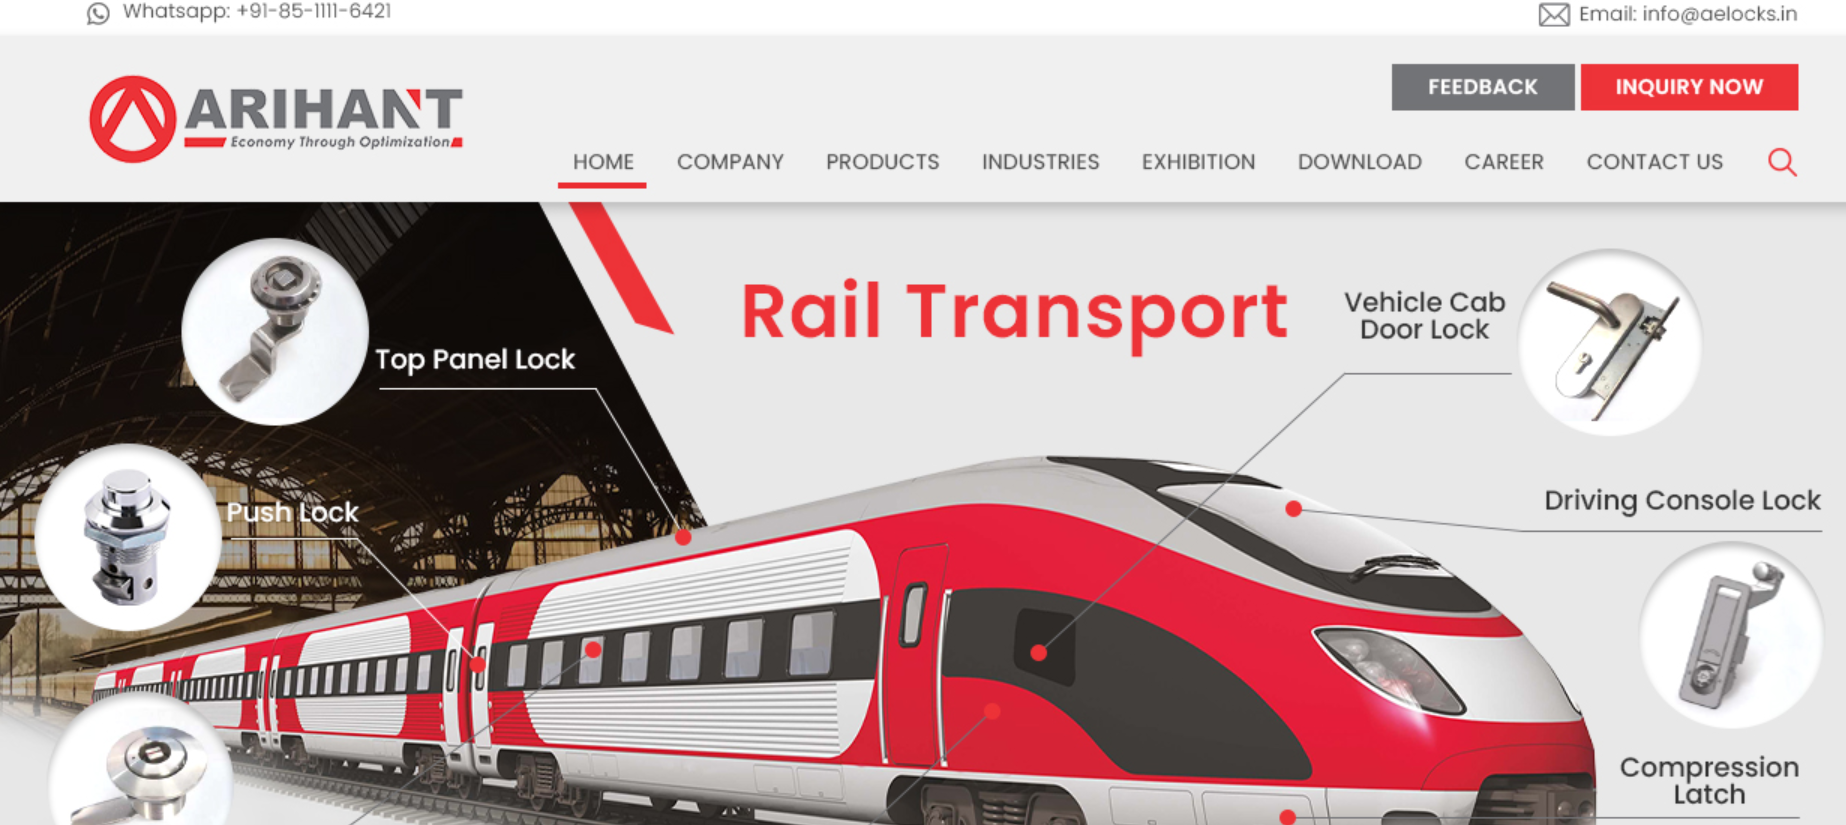 Whatsapp: +91-85-1111-6421
Email: info@aelocks.in
ARIHANT
Economy Through Optimization
FEEDBACK
INQUIRY NOW
HOME
COMPANY
PRODUCTS
INDUSTRIES
EXHIBITION
DOWNLOAD
CAREER
CONTACT US
Rail Transport
Vehicle Cab
Door Lock
Top Panel Lock
Driving Console Lock
Push Lock
Compression
Latch